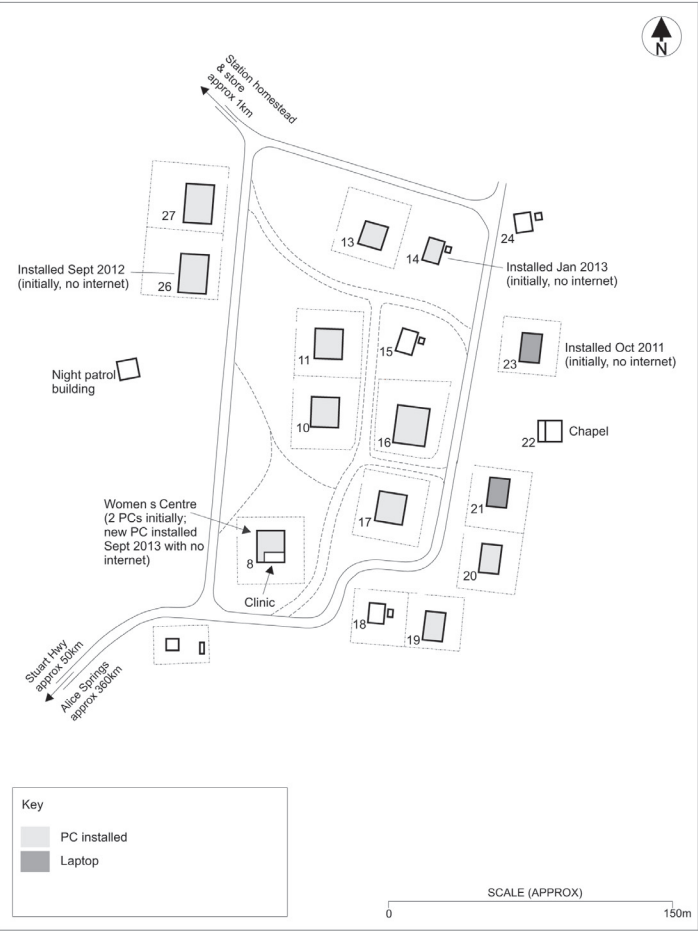 N
Station homestead
& store
approx 1km
27
13
14
24
Installed Sept 2012
(initially, no internet)
26
Installed Jan 2013
(initially, no internet)
11
15
23
Installed Oct 2011
(initially, no internet)
Night patrol
building
10
16
22
Chapel
21
17
Women s Centre
(2 PCs initially;
new PC installed
Sept 2013 with no
internet)
8
20
Clinic
18
19
Stuart Hwy
approx 50km
Alice Springs
approx 360km
Key
PC installed
Laptop
SCALE (APPROX)
0
150m